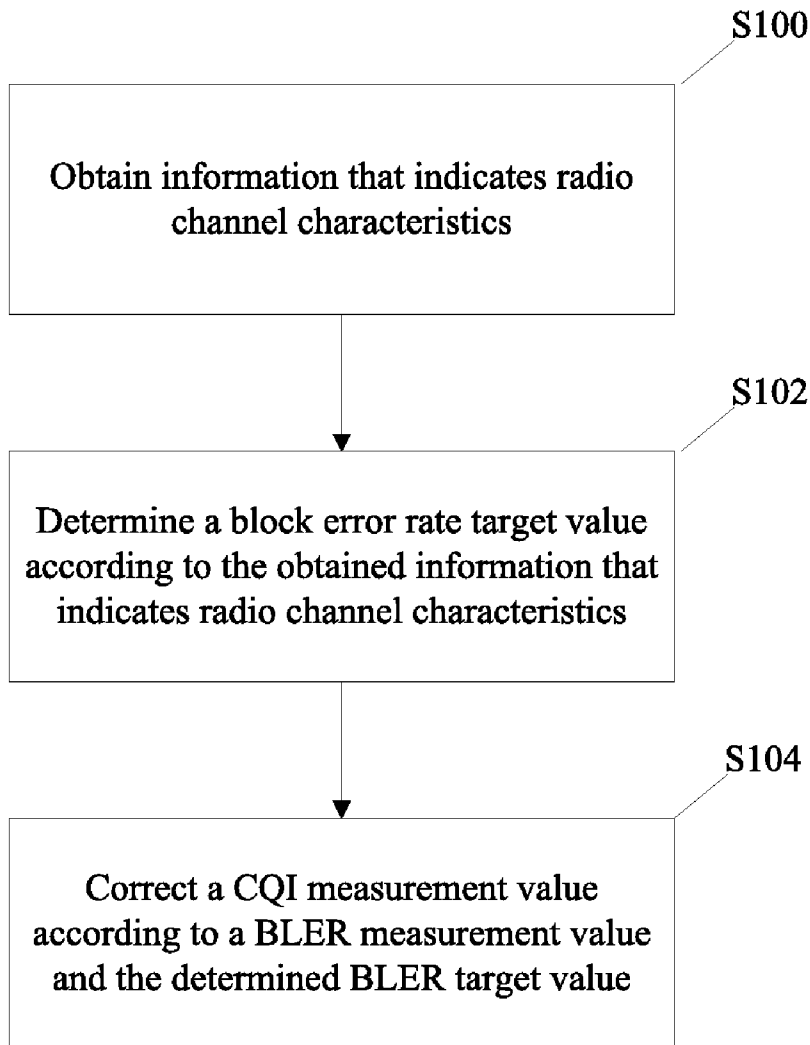 S100
Obtain information that indicates radio
channel characteristics
S102
Determine a block error rate target value
according to the obtained information that
indicates radio channel characteristics
S104
Correct a CQI measurement value
according to a BLER measurement value
and the determined BLER target value